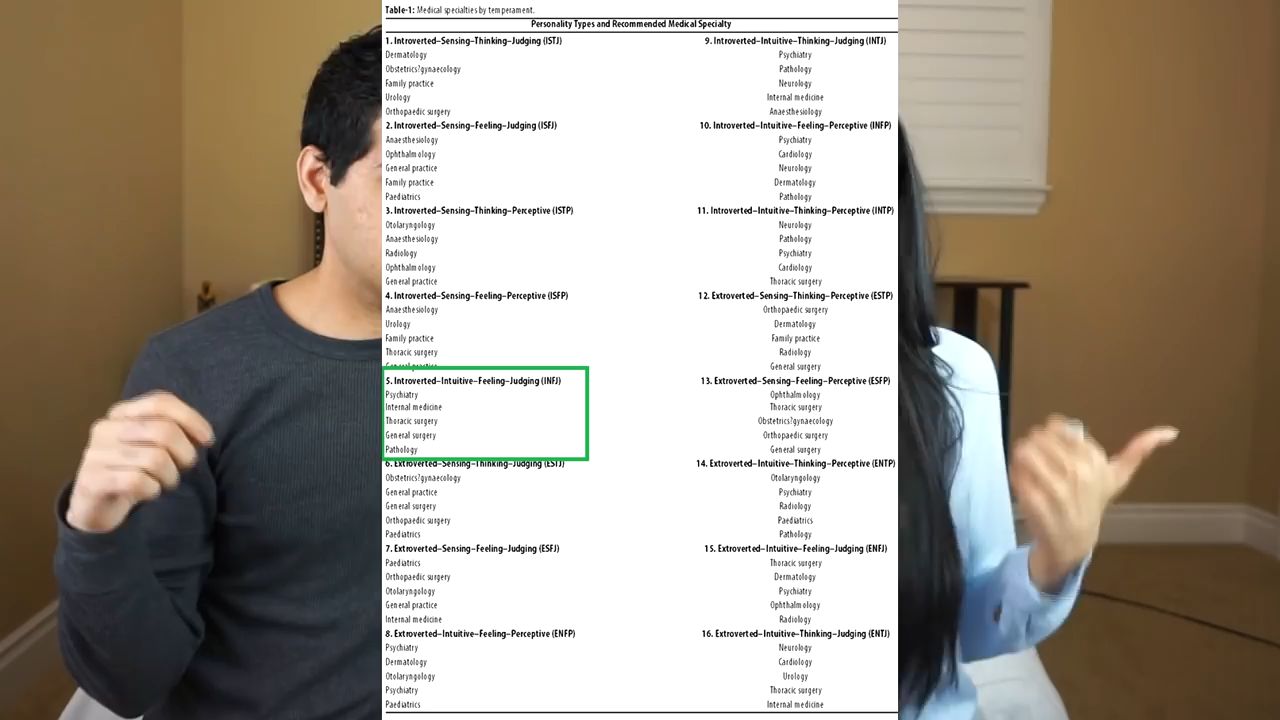 Table-1: Medical specialties by temperament.
Personality Types and Recommended Medical Specialty
1. Introverted–Sensing–Thinking–Judging (ISTJ)
Dermatology
Obstetrics?gynaecology
Family practice
Urology
Orthopaedic surgery
2. Introverted–Sensing–Feeling–Judging (ISFJ)
Anaesthesiology
Ophthalmology
General practice
Family practice
Paediatrics
3. Introverted–Sensing–Thinking–Perceptive (ISTP)
Otolaryngology
Anaesthesiology
Radiology
Ophthalmology
General practice
4. Introverted–Sensing–Feeling–Perceptive (ISFP)
Anaesthesiology
Urology
Family practice
Thoracic surgery
General practice
5. Introverted–Intuitive–Feeling–Judging (INFJ)
Psychiatry
Internal medicine
Thoracic surgery
General surgery
Pathology
6. Extroverted–Sensing–Thinking–Judging (ESTJ)
Obstetrics?gynaecology
General practice
General surgery
Orthopaedic surgery
Paediatrics
7. Extroverted–Sensing–Feeling–Judging (ESFJ)
Paediatrics
Orthopaedic surgery
Otolaryngology
General practice
Internal medicine
8. Extroverted–Intuitive–Feeling–Perceptive (ENFP)
Psychiatry
Dermatology
Otolaryngology
Psychiatry
Paediatrics
9. Introverted–Intuitive–Thinking–Judging (INTJ)
Psychiatry
Pathology
Neurology
Internal medicine
Anaesthesiology
10. Introverted–Intuitive–Feeling–Perceptive (INFP)
Psychiatry
Cardiology
Neurology
Dermatology
Pathology
11. Introverted–Intuitive–Thinking–Perceptive (INTP)
Neurology
Pathology
Psychiatry
Cardiology
Thoracic surgery
12. Extroverted–Sensing–Thinking–Perceptive (ESTP)
Orthopaedic surgery
Dermatology
Family practice
Radiology
General surgery
13. Extroverted–Sensing–Feeling–Perceptive (ESFP)
Ophthalmology
Thoracic surgery
Obstetrics?gynaecology
Orthopaedic surgery
General surgery
14. Extroverted–Intuitive–Thinking–Perceptive (ENTP)
Otolaryngology
Psychiatry
Radiology
Paediatrics
Pathology
15. Extroverted–Intuitive–Feeling–Judging (ENFJ)
Thoracic surgery
Dermatology
Psychiatry
Ophthalmology
Radiology
16. Extroverted–Intuitive–Thinking–Judging (ENTJ)
Neurology
Cardiology
Urology
Thoracic surgery
Internal medicine